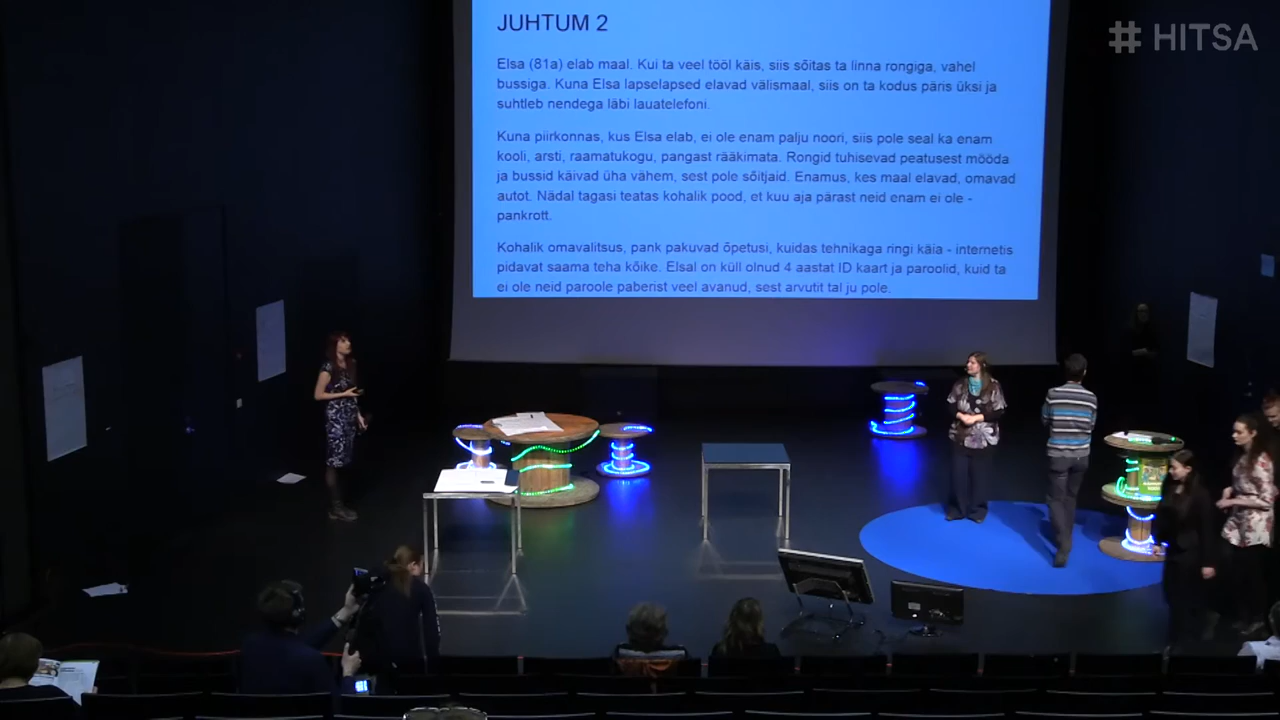 JUHTUM 2
# HITSA
Elsa (81a) elab maal. Kui ta veel tööl käis, siis sõitas ta linna rongiga, vahel
bussiga. Kuna Elsa lapselapsed elavad välismaal, siis on ta kodus päris üksi ja
suhtleb nendega läbi lauatelefoni.
Kuna piirkonnas, kus Elsa elab, ei ole enam palju noori, siis pole seal ka enam
kooli, arsti, raamatukogu, pangast rääkimata. Rongid tuhisevad peatusest mööda
ja bussid käivad üha vähem, sest pole sõitjaid. Enamus, kes maal elavad, omavad
autot. Nädal tagasi teatas kohalik pood, et kuu aja pärast neid enam ei ole -
pankrott.
Kohalik omavalitsus, pank pakuvad õpetusi, kuidas tehnikaga ringi käia - internetis
pidavat saama teha kõike. Elsal on küll olnud 4 aastat ID kaart ja paroolid, kuid ta
ei ole neid paroole paberist veel avanud, sest arvutit tal ju pole.